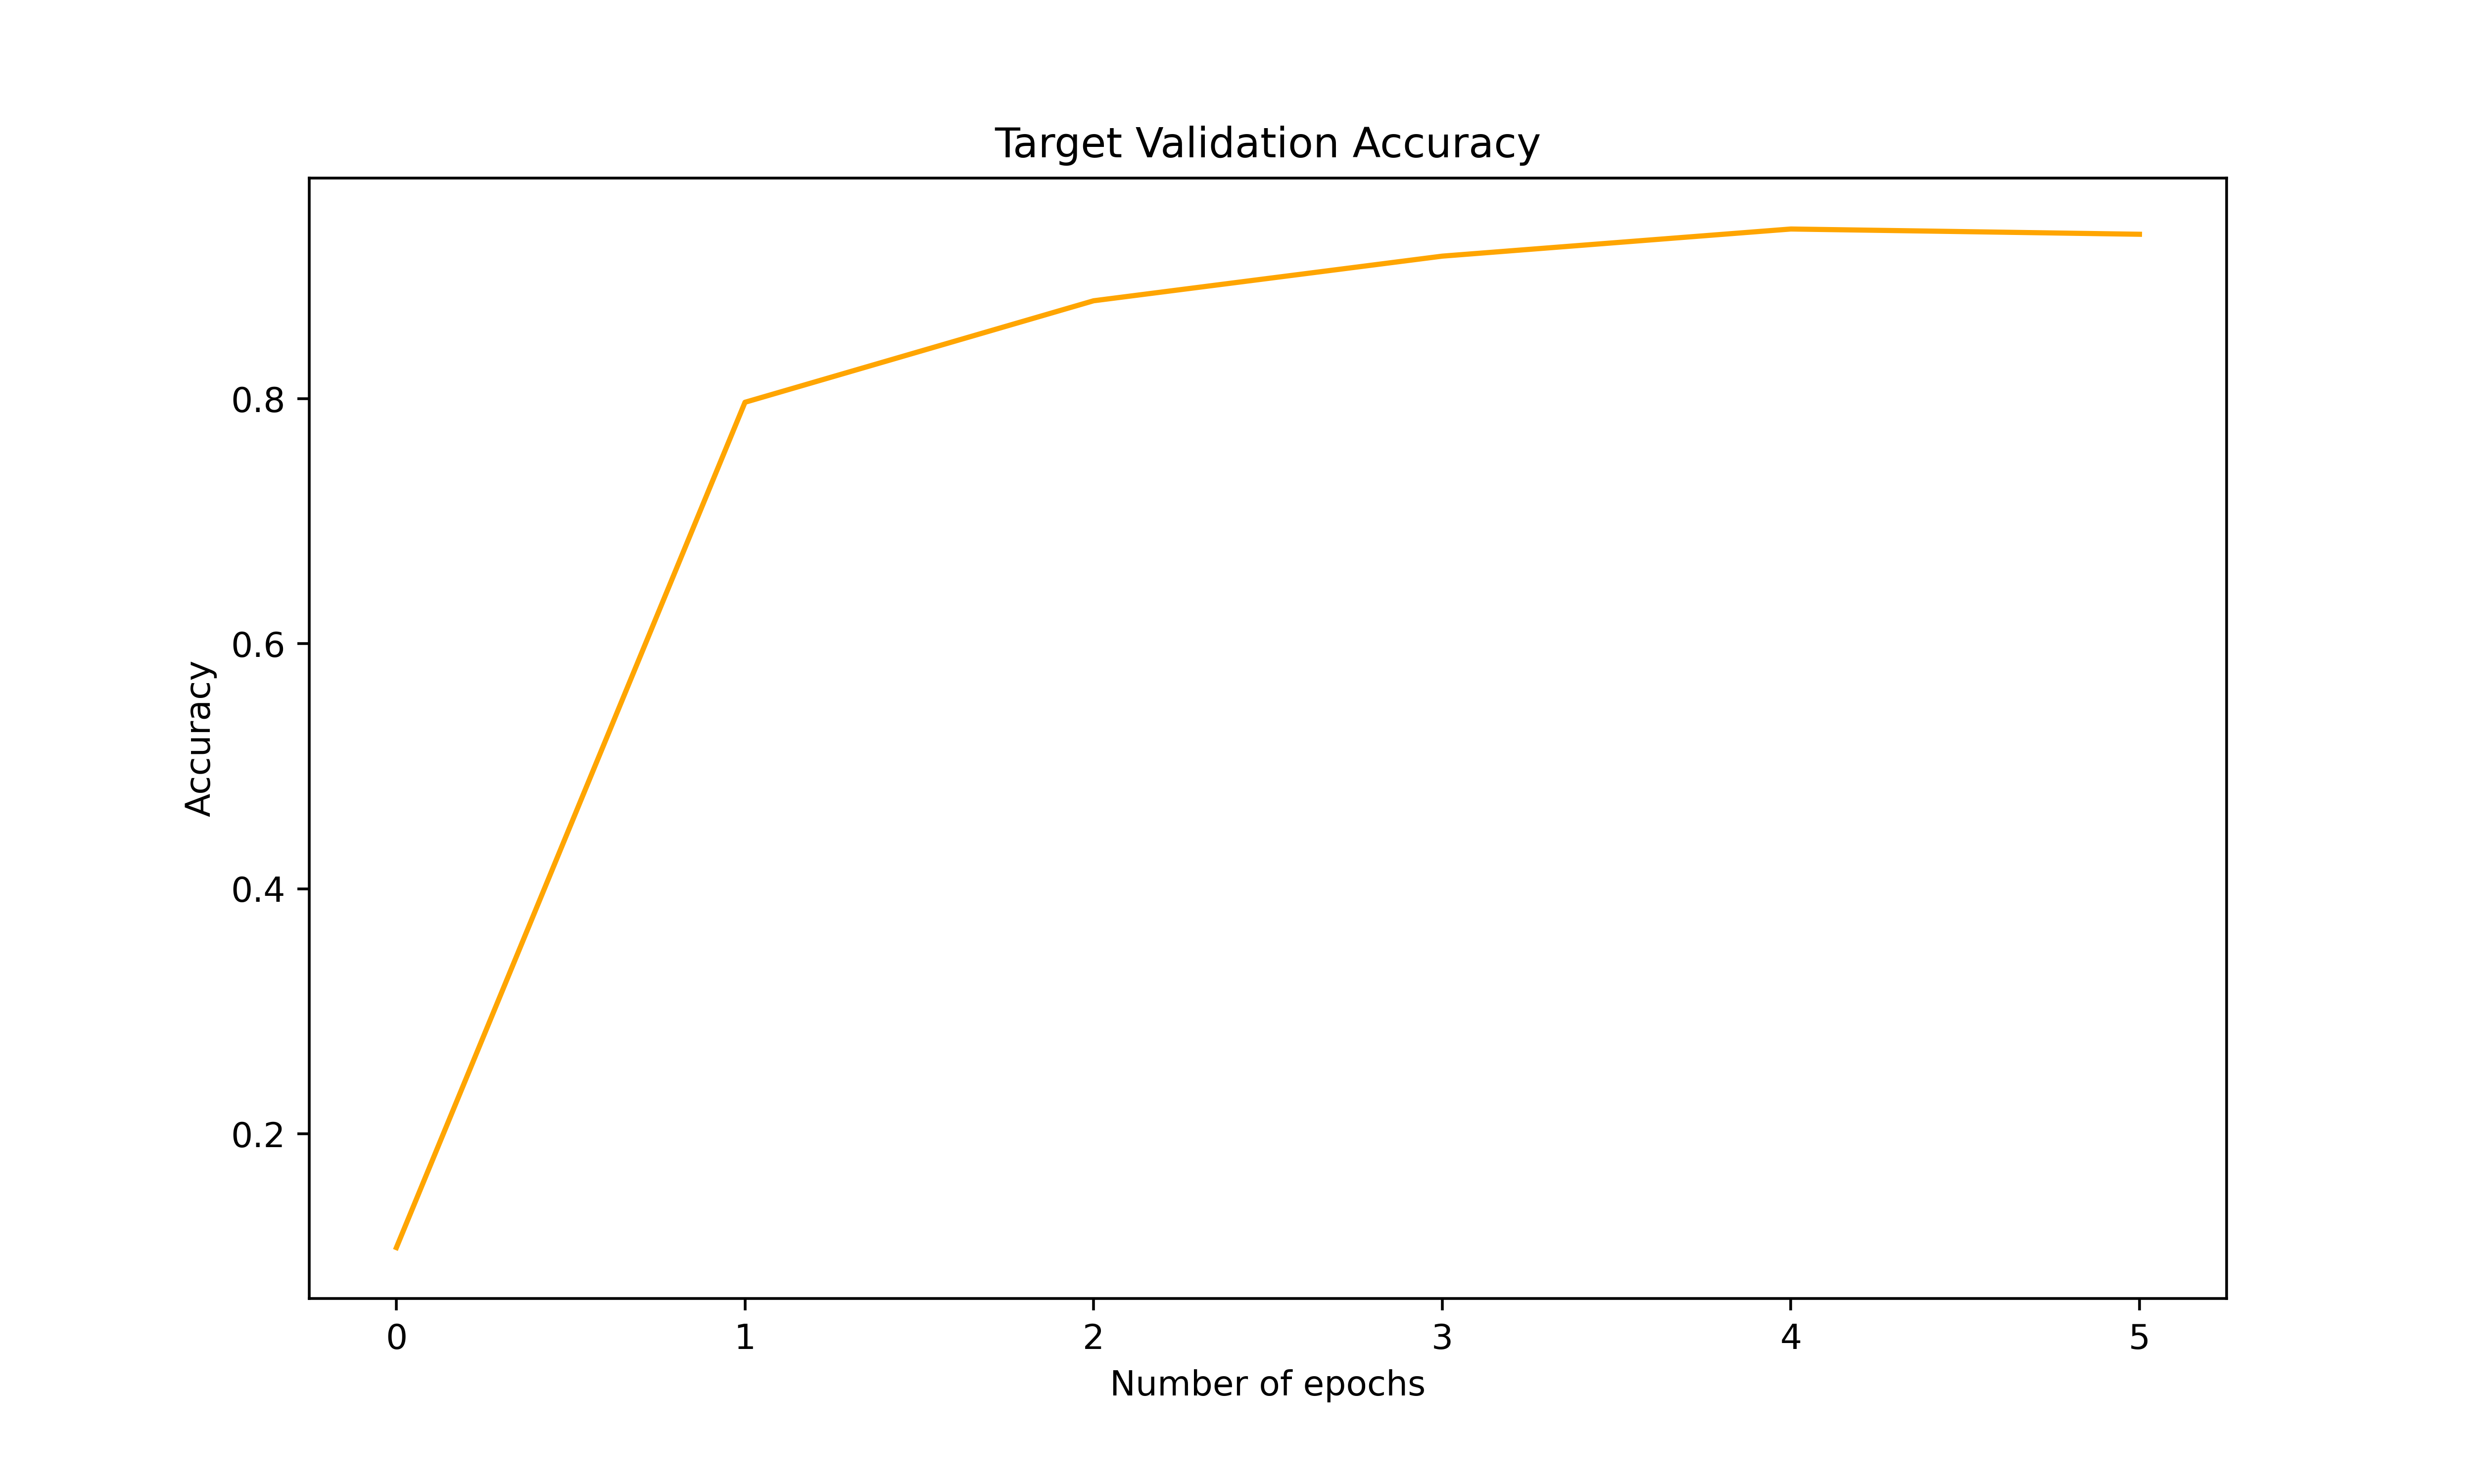 Target Validation Accuracy
0.8
0.6
0.4
0.2
Accuracy
0 1 2 3 4 5
Number of epochs